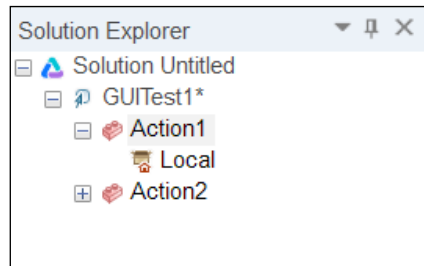 Solution Explorer
Solution Untitled
GUITest1*
Action1
Local
Action2